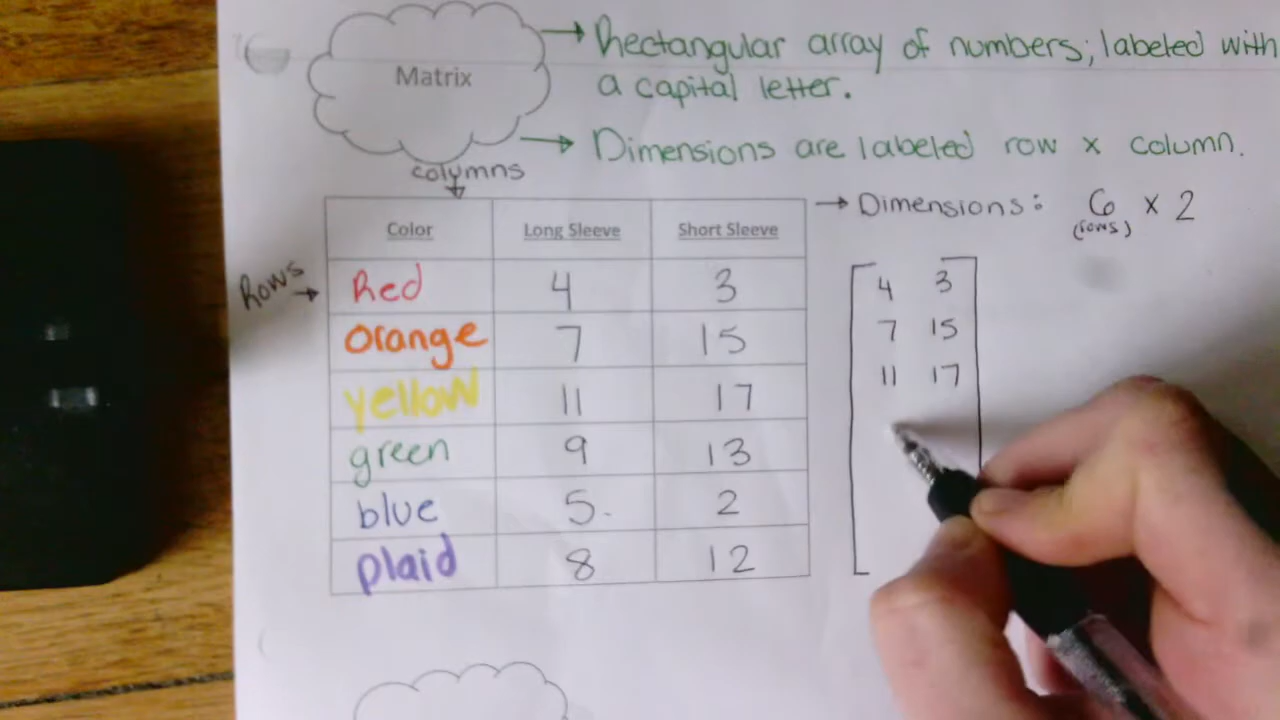 Matrix
→ Rectangular array of numbers; labeled with
a capital letter.
→ Dimensions are labeled row x column.
columns
→ Dimensions: 6 x 2
(rows)
Rows →
Color Long Sleeve Short Sleeve
Red 4 3
orange 7 15
yellow 11 17
green 9 13
blue 5. 2
plaid 8 12
4 3
7 15
11 17